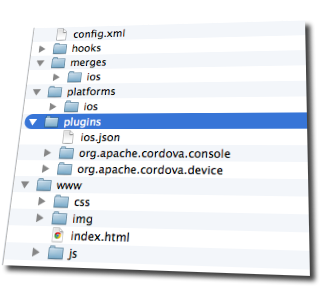 config.xml
hooks
merges
ios
platforms
ios
plugins
ios.json
org.apache.cordova.console
org.apache.cordova.device
www
css
img
index.html
js